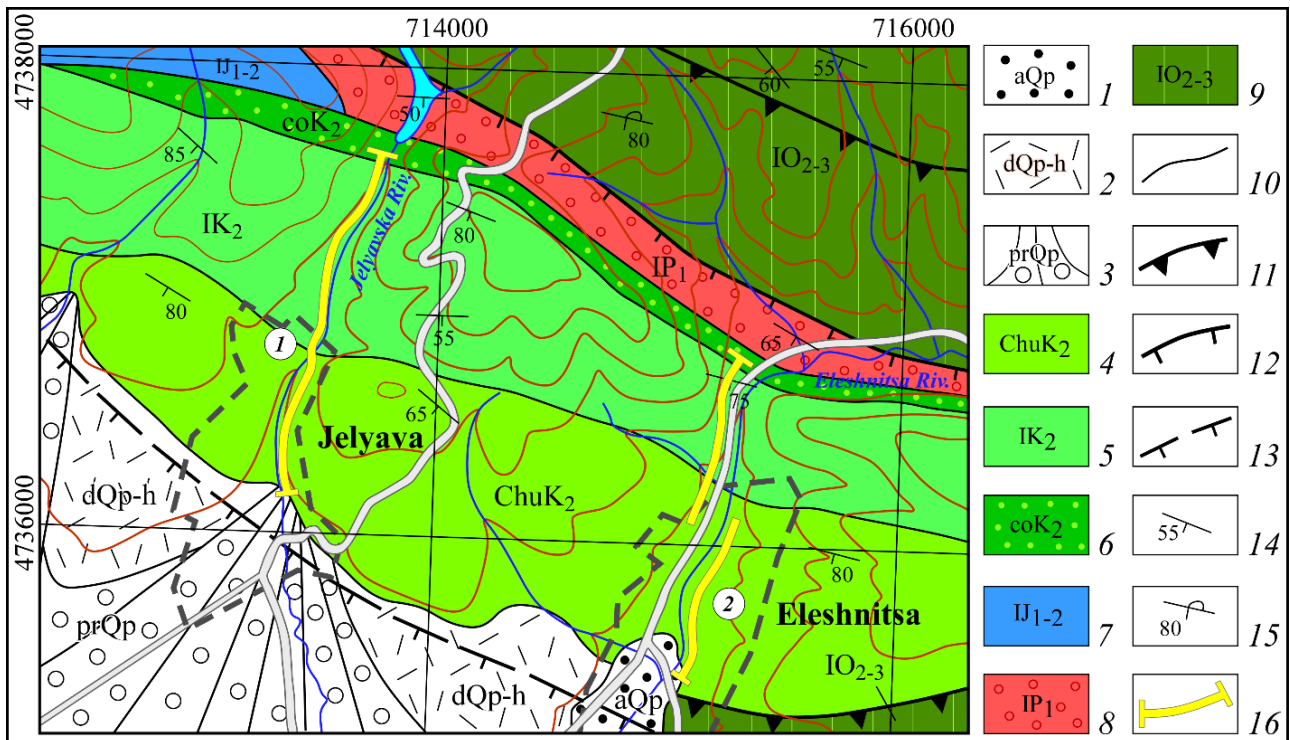 714000
716000
4738000
4736000
IJ1-2
coK2
50
85
IK2
Jelyavska Riv.
80
80
IP1
60
55
80
IO2-3
55
65
1
Jelyava
65
Eleshnitsa Riv.
75
ChuK2
dQp-h
prQp
dQp-h
aQp
2
80
Eleshnitsa
IO2-3
aQp 1
dQp-h 2
prQp 3
ChuK2 4
IK2 5
coK2 6
IJ1-2 7
IP1 8
IO2-3 9
10
11
12
13
55 14
80 15
16